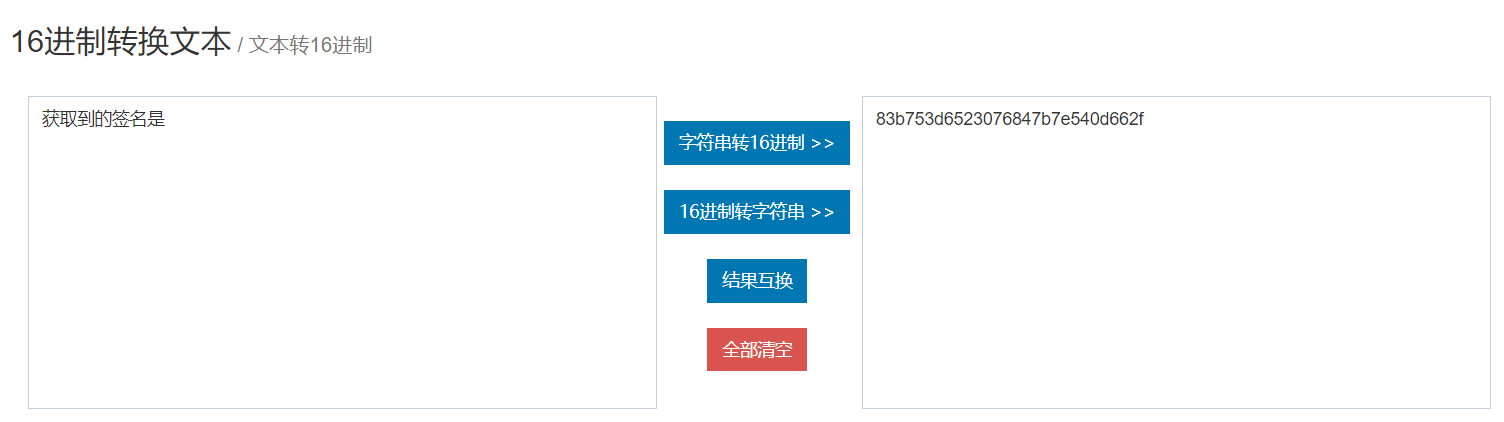 16进制转换文本 / 文本转16进制
获取到的签名是
字符串转16进制 >>
16进制转字符串 >>
结果互换
全部清空
83b753d6523076847b7e540d662f